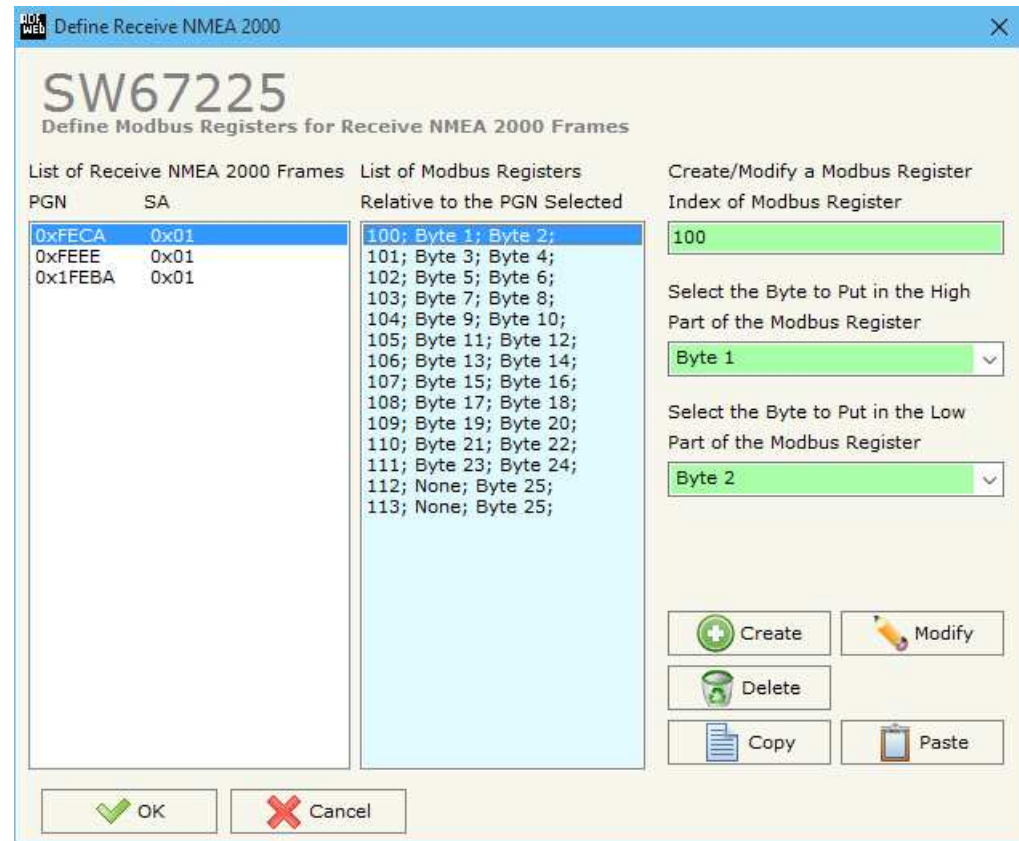 ADF
WEB
Define Receive NMEA 2000
SW67225
Define Modbus Registers for Receive NMEA 2000 Frames
List of Receive NMEA 2000 Frames
PGN SA
0xFECA 0x01
0xFEEE 0x01
0x1FEBA 0x01
List of Modbus Registers
Relative to the PGN Selected
100; Byte 1; Byte 2;
101; Byte 3; Byte 4;
102; Byte 5; Byte 6;
103; Byte 7; Byte 8;
104; Byte 9; Byte 10;
105; Byte 11; Byte 12;
106; Byte 13; Byte 14;
107; Byte 15; Byte 16;
108; Byte 17; Byte 18;
109; Byte 19; Byte 20;
110; Byte 21; Byte 22;
111; Byte 23; Byte 24;
112; None; Byte 25;
113; None; Byte 25;
Create/Modify a Modbus Register
Index of Modbus Register
100
Select the Byte to Put in the High
Part of the Modbus Register
Byte 1
Select the Byte to Put in the Low
Part of the Modbus Register
Byte 2
Create Modify
Delete
Copy Paste
OK Cancel